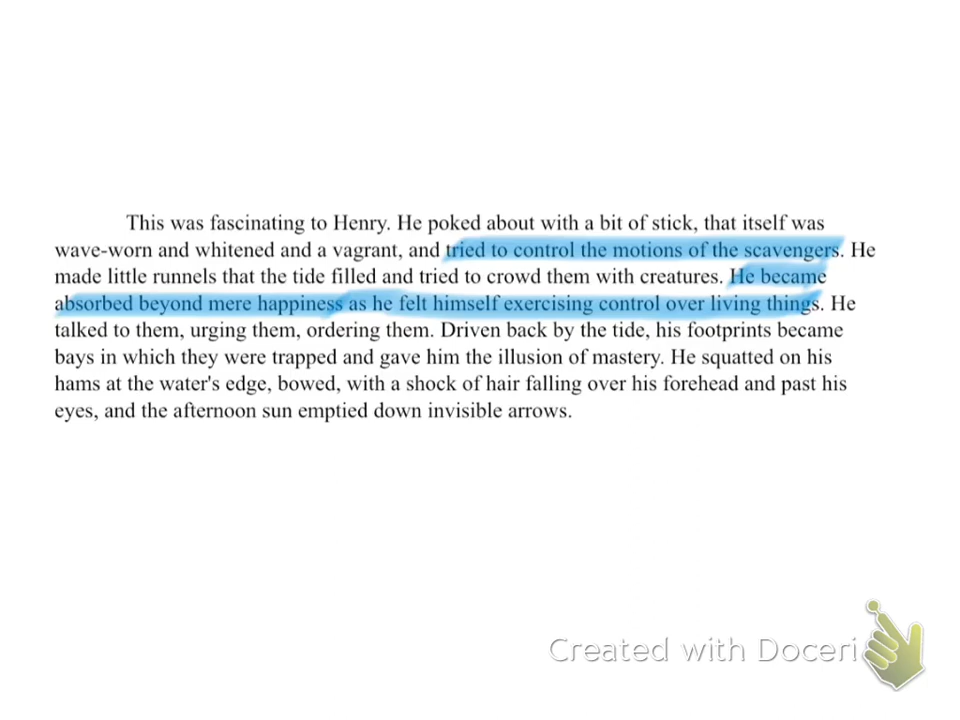 This was fascinating to Henry. He poked about with a bit of stick, that itself was
wave-worn and whitened and a vagrant, and tried to control the motions of the scavengers. He
made little runnels that the tide filled and tried to crowd them with creatures. He became
absorbed beyond mere happiness as he felt himself exercising control over living things. He
talked to them, urging them, ordering them. Driven back by the tide, his footprints became
bays in which they were trapped and gave him the illusion of mastery. He squatted on his
hams at the water's edge, bowed, with a shock of hair falling over his forehead and past his
eyes, and the afternoon sun emptied down invisible arrows.
Created with Doceri